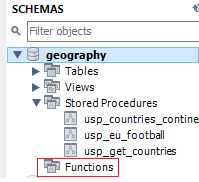 SCHEMAS
Filter objects
geography
Tables
Views
Stored Procedures
usp_countries_contine
usp_eu_football
usp_get_countries
Functions